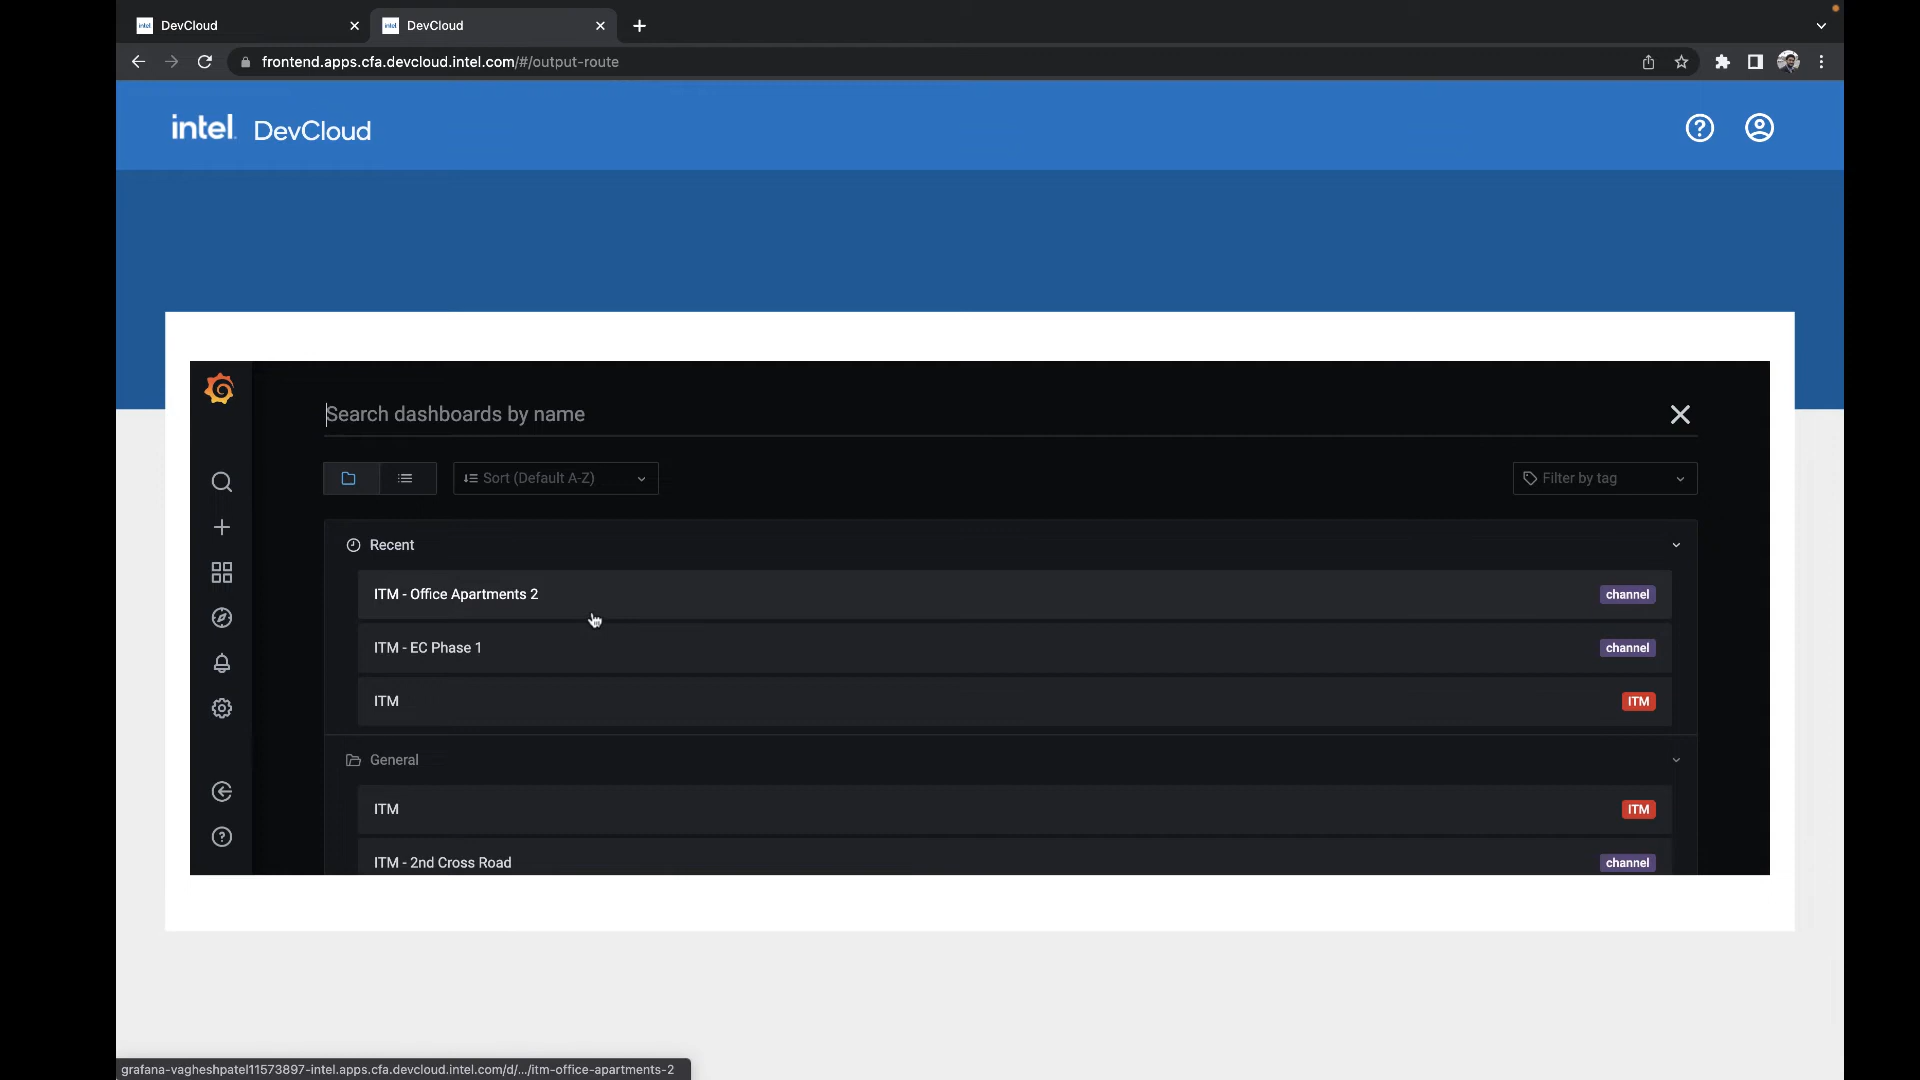 DevCloud
DevCloud
frontend.apps.cfa.devcloud.intel.com/#/output-route
intel. DevCloud
Search dashboards by name
Sort (Default A-Z)
Filter by tag
Recent
ITM - Office Apartments 2
channel
ITM - EC Phase 1
channel
ITM
ITM
General
ITM
ITM
ITM - 2nd Cross Road
channel
grafana-vagheshpatel11573897-intel.apps.cfa.devcloud.intel.com/d/.../itm-office-apartments-2